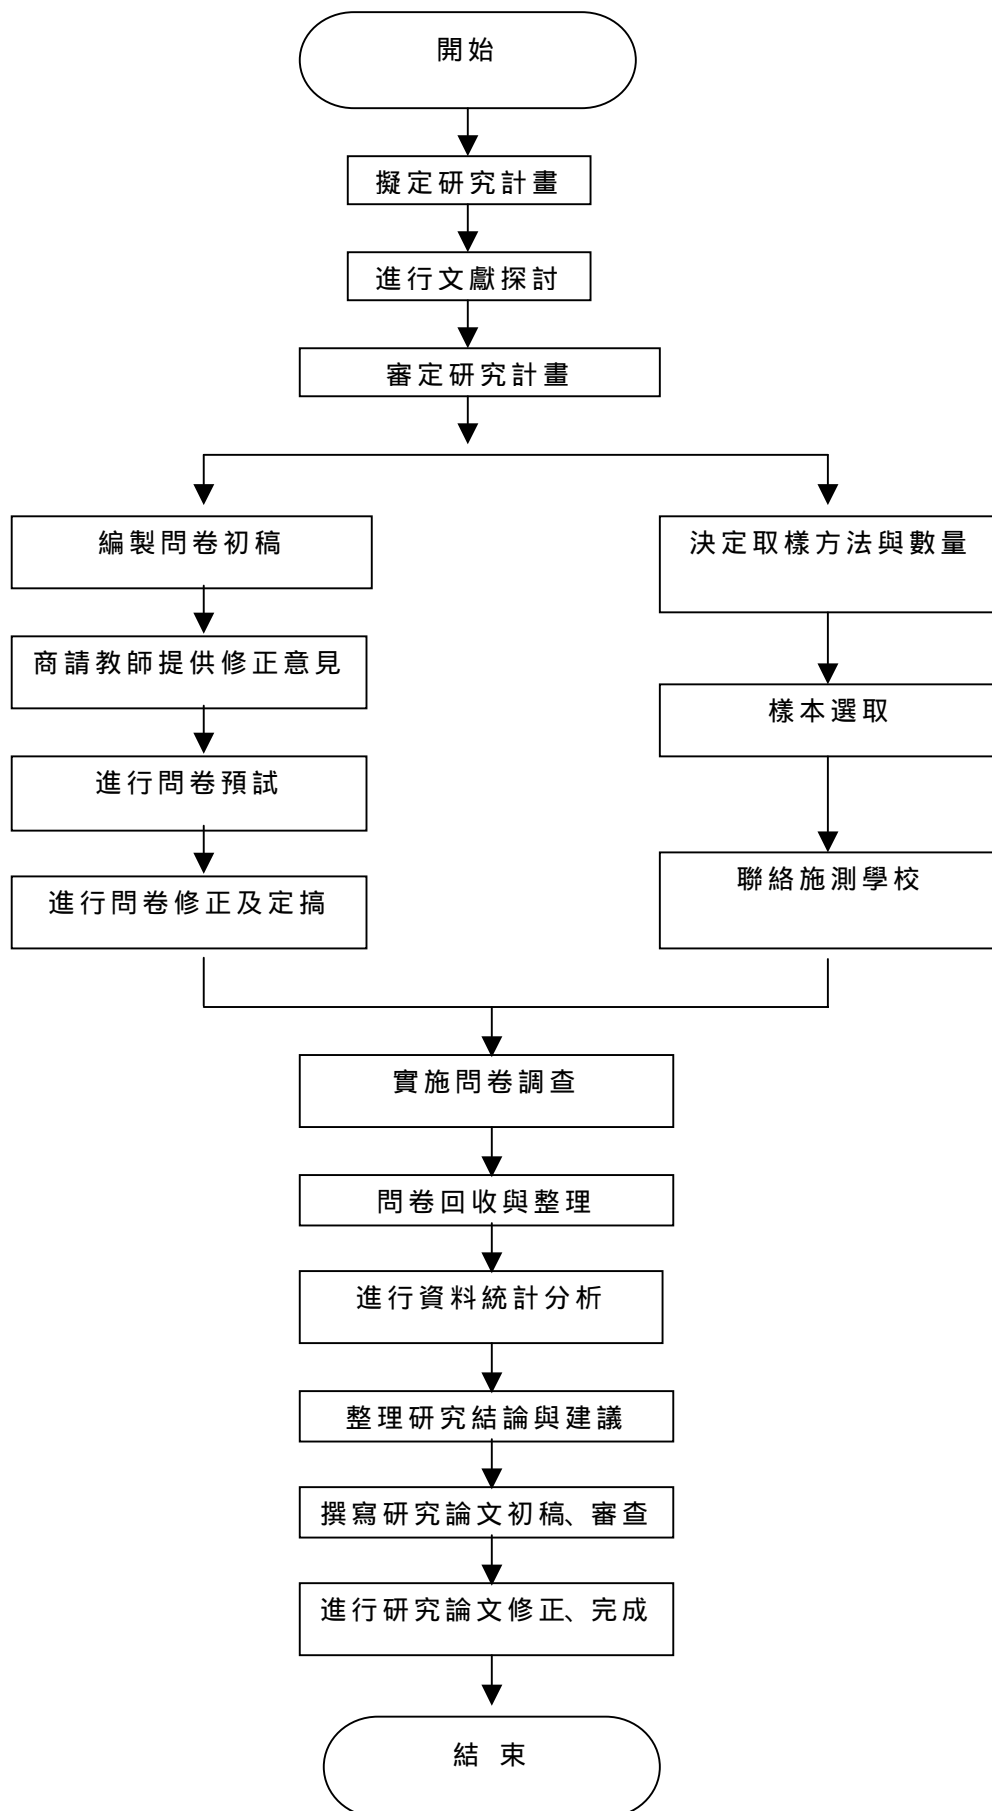 開始
擬定研究計畫
進行文獻探討
審定研究計畫
編製問卷初稿
商請教師提供修正意見
進行問卷預試
進行問卷修正及定搞
決定取樣方法與數量
樣本選取
聯絡施測學校
實施問卷調查
問卷回收與整理
進行資料統計分析
整理研究結論與建議
撰寫研究論文初稿、審查
進行研究論文修正、完成
結 束